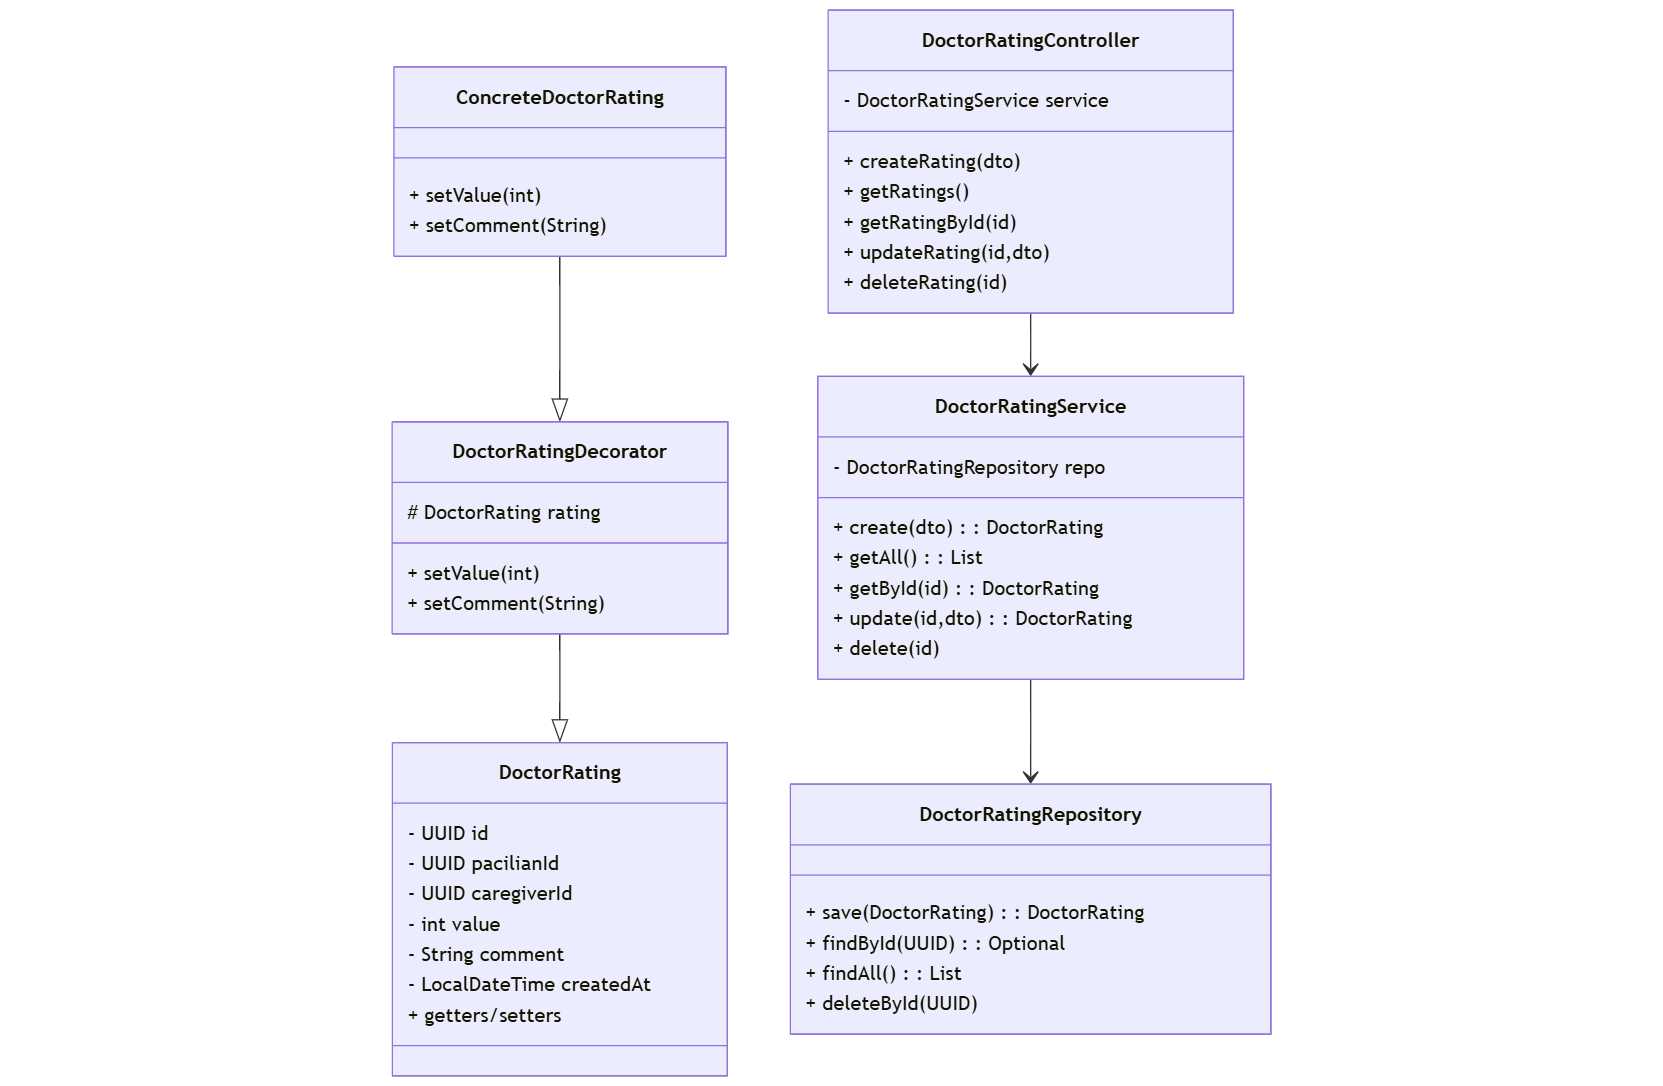 ConcreteDoctorRating
+ setValue(int)
+ setComment(String)
DoctorRatingDecorator
# DoctorRating rating
+ setValue(int)
+ setComment(String)
DoctorRating
- UUID id
- UUID pacilianId
- UUID caregiverId
- int value
- String comment
- LocalDateTime createdAt
+ getters/setters
DoctorRatingController
- DoctorRatingService service
+ createRating(dto)
+ getRatings()
+ getRatingById(id)
+ updateRating(id,dto)
+ deleteRating(id)
DoctorRatingService
- DoctorRatingRepository repo
+ create(dto) : : DoctorRating
+ getAll() : : List
+ getById(id) : : DoctorRating
+ update(id,dto) : : DoctorRating
+ delete(id)
DoctorRatingRepository
+ save(DoctorRating) : : DoctorRating
+ findById(UUID) : : Optional
+ findAll() : : List
+ deleteById(UUID)